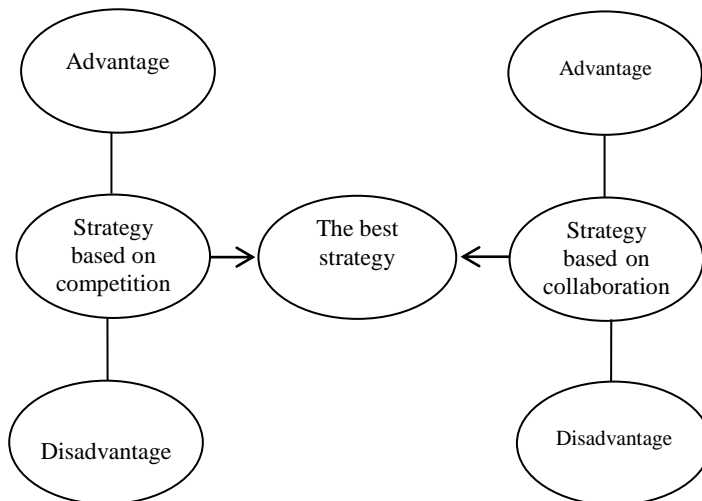 Advantage
Advantage
Strategy
based on
competition
The best
strategy
Strategy
based on
collaboration
Disadvantage
Disadvantage